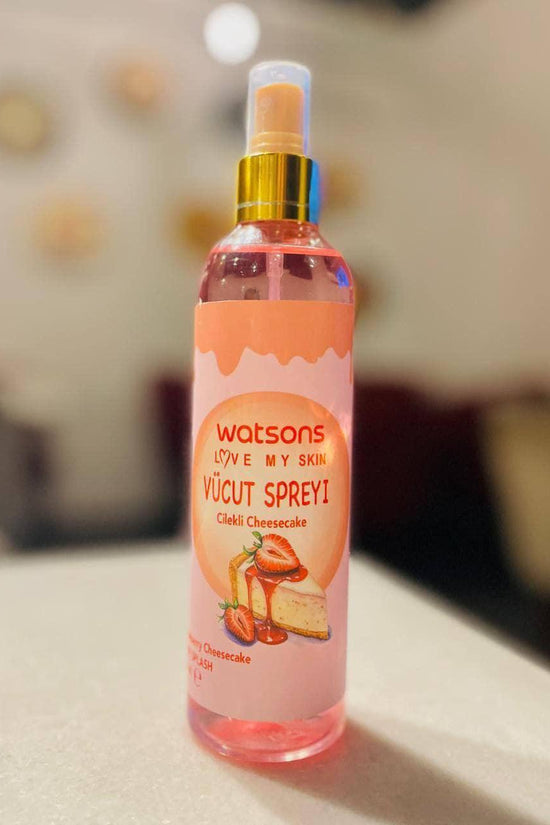 watsons
LOVE MY SKIN
VÜCUT SPREYI
Cilekli Cheesecake
Cheesecake